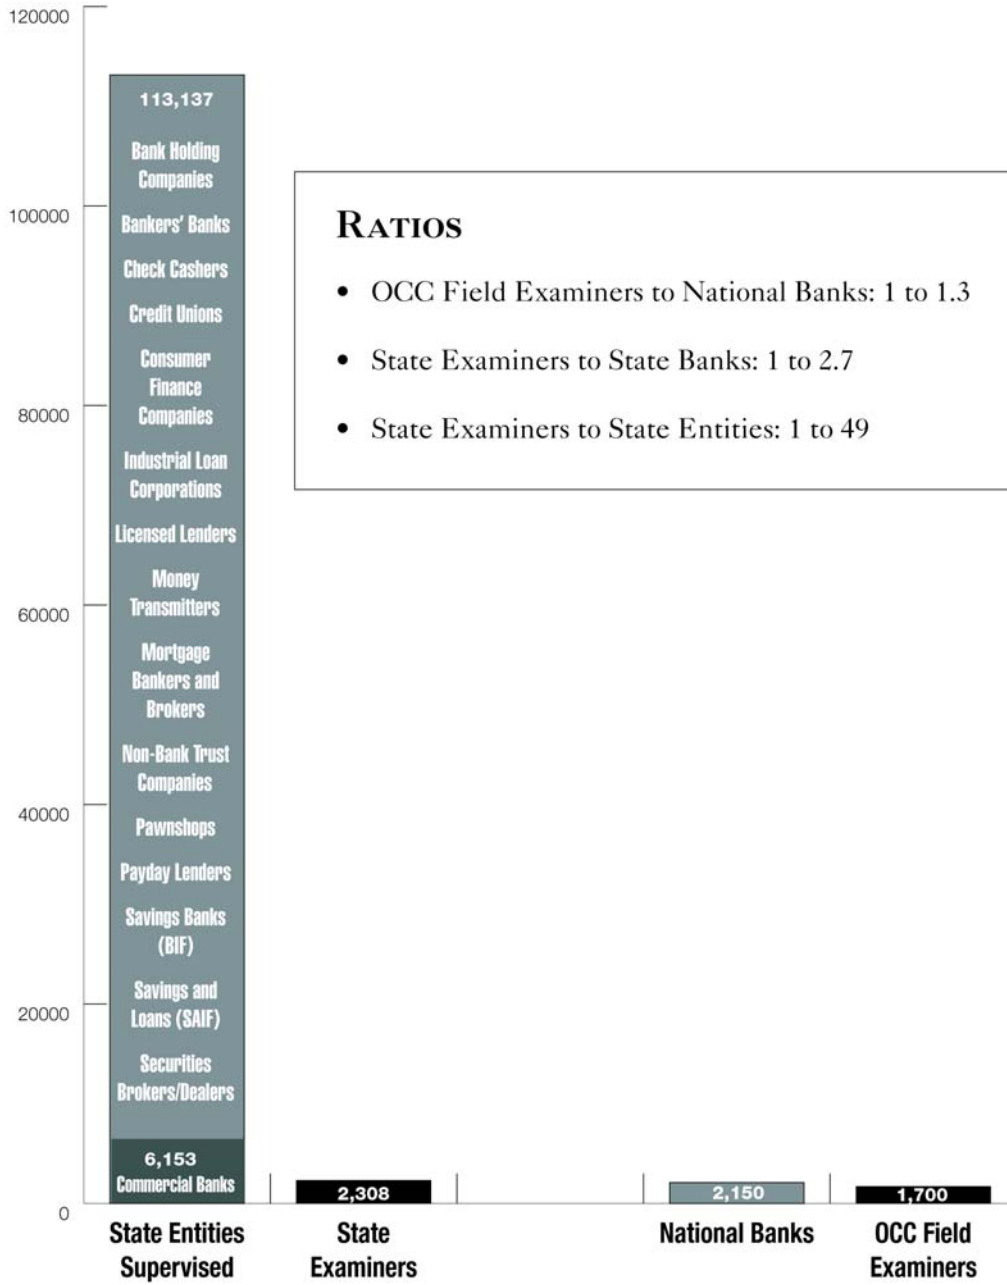 120000
100000
80000
60000
40000
20000
0
113,137
Bank Holding
Companies
Bankers' Banks
Check Cashers
Credit Unions
Consumer
Finance
Companies
Industrial Loan
Corporations
Licensed Lenders
Money
Transmitters
Mortgage
Bankers and
Brokers
Non-Bank Trust
Companies
Pawnshops
Payday Lenders
Savings Banks
(BIF)
Savings and
Loans (SAIF)
Securities
Brokers/Dealers
6,153
Commercial Banks
RATIOS
• OCC Field Examiners to National Banks: 1 to 1.3
• State Examiners to State Banks: 1 to 2.7
• State Examiners to State Entities: 1 to 49
2,308
2,150
1,700
State Entities
Supervised
State
Examiners
National Banks
OCC Field
Examiners